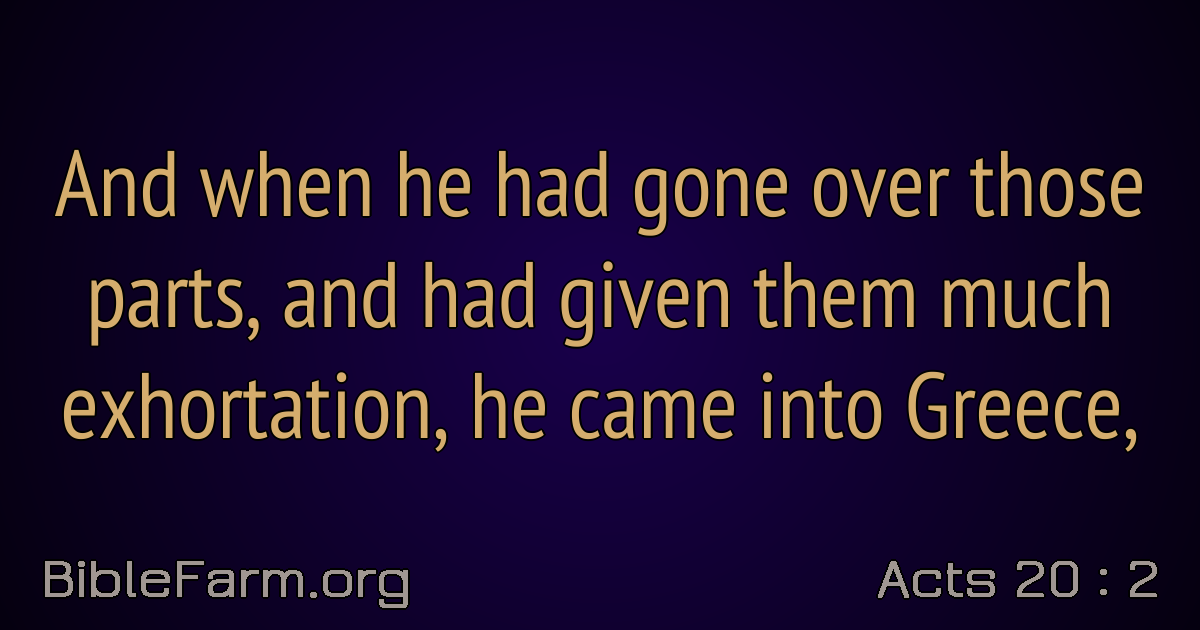 And when he had gone over those
parts, and had given them much
exhortation, he came into Greece,
BibleFarm.org
Acts 20 : 2